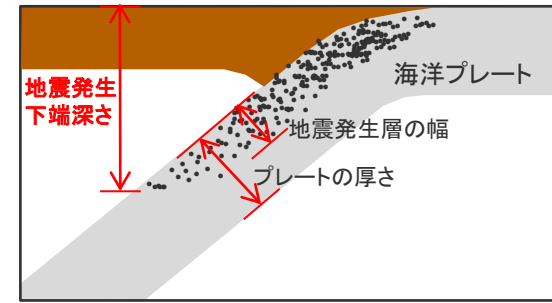 海洋プレート
地震発生
下端深さ
地震発生層の幅
プレートの厚さ